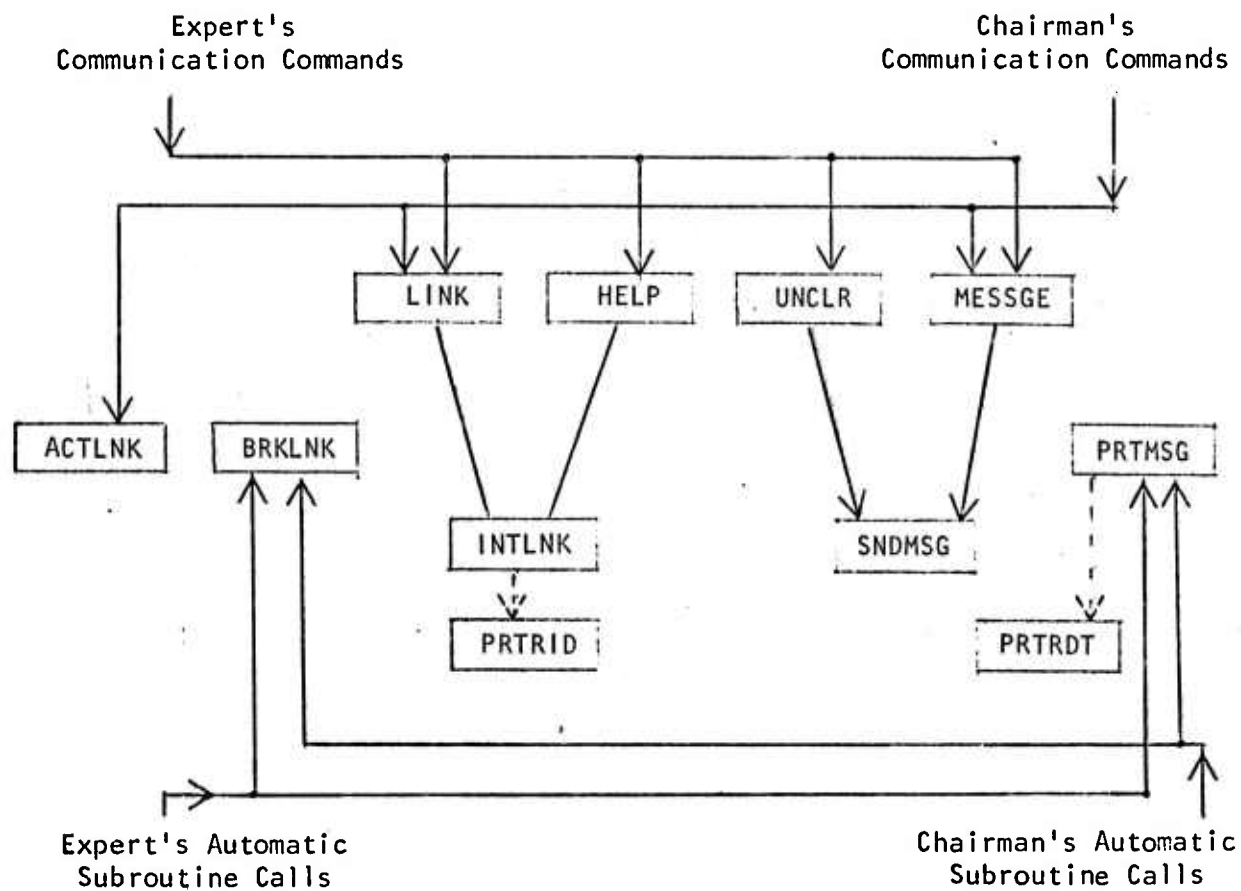 Expert's
Communication Commands
Chairman's
Communication Commands
LINK
HELP
UNCLR
MESSGE
ACTLNK
BRKLNK
PRTMSG
INTLNK
SNDMSG
PRTRID
PRTRDT
Expert's Automatic
Subroutine Calls
Chairman's Automatic
Subroutine Calls